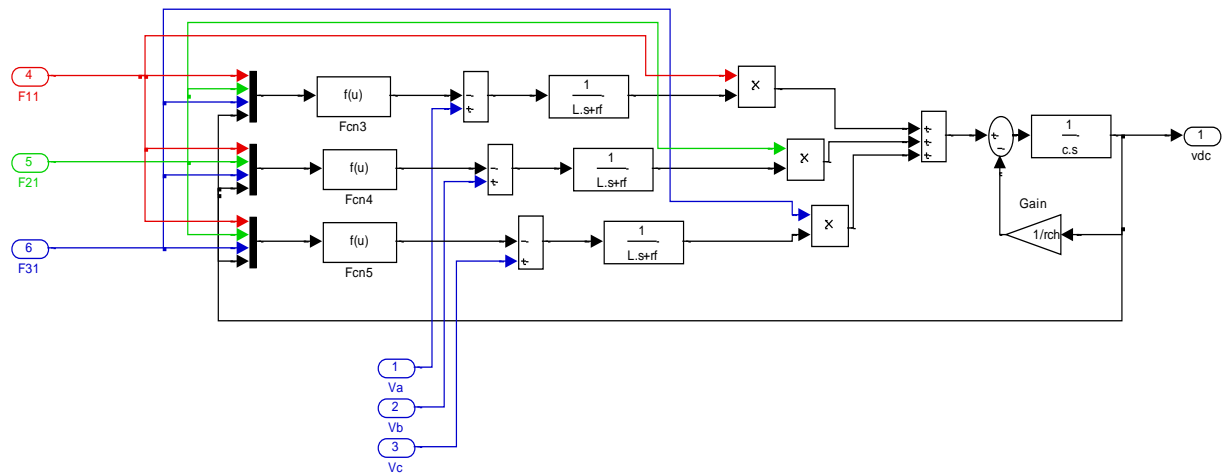 4
F11
5
F21
6
F31
f(u)
Fcn3
f(u)
Fcn4
f(u)
Fcn5
−
+
−
+
−
+
1
L.s+rf
1
L.s+rf
1
L.s+rf
X
X
X
+
+
+
+
−
1
c.s
1
vdc
Gain
1/rch
1
Va
2
Vb
3
Vc